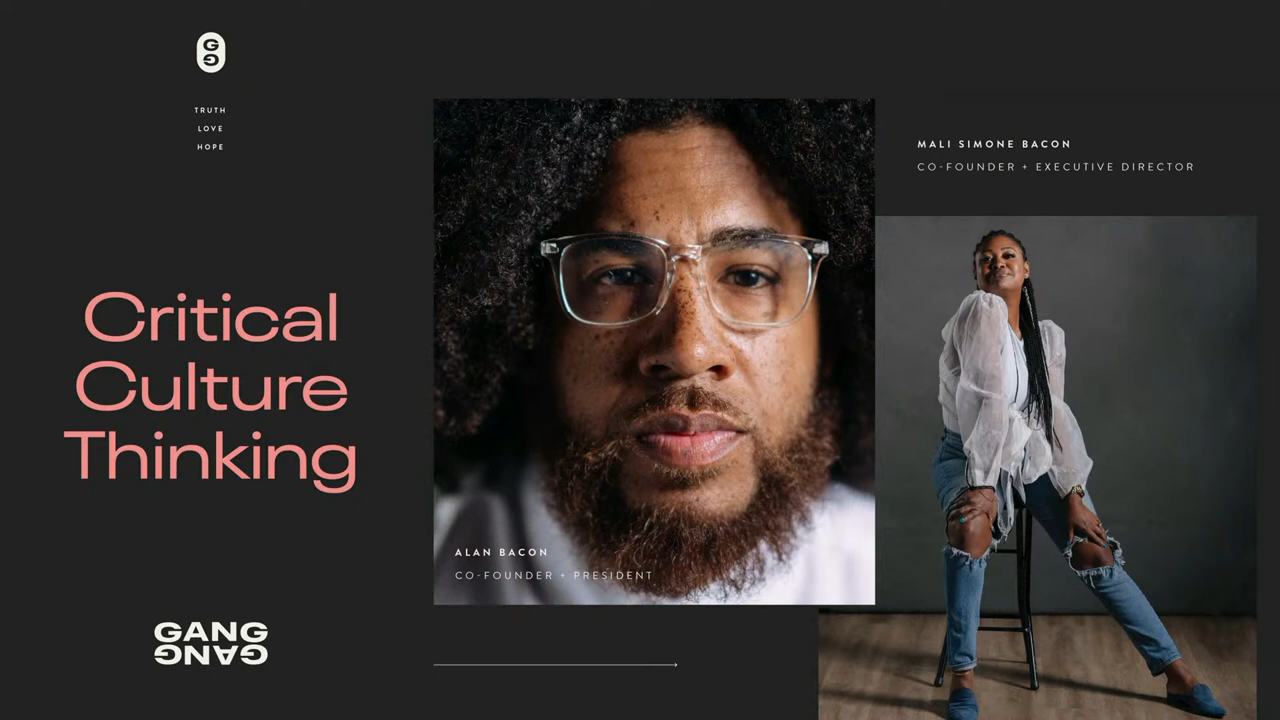 GG
TRUTH
LOVE
HOPE
Critical
Culture
Thinking
GANG
GANG
ALAN BACON
CO-FOUNDER + PRESIDENT
MALI SIMONE BACON
CO-FOUNDER + EXECUTIVE DIRECTOR